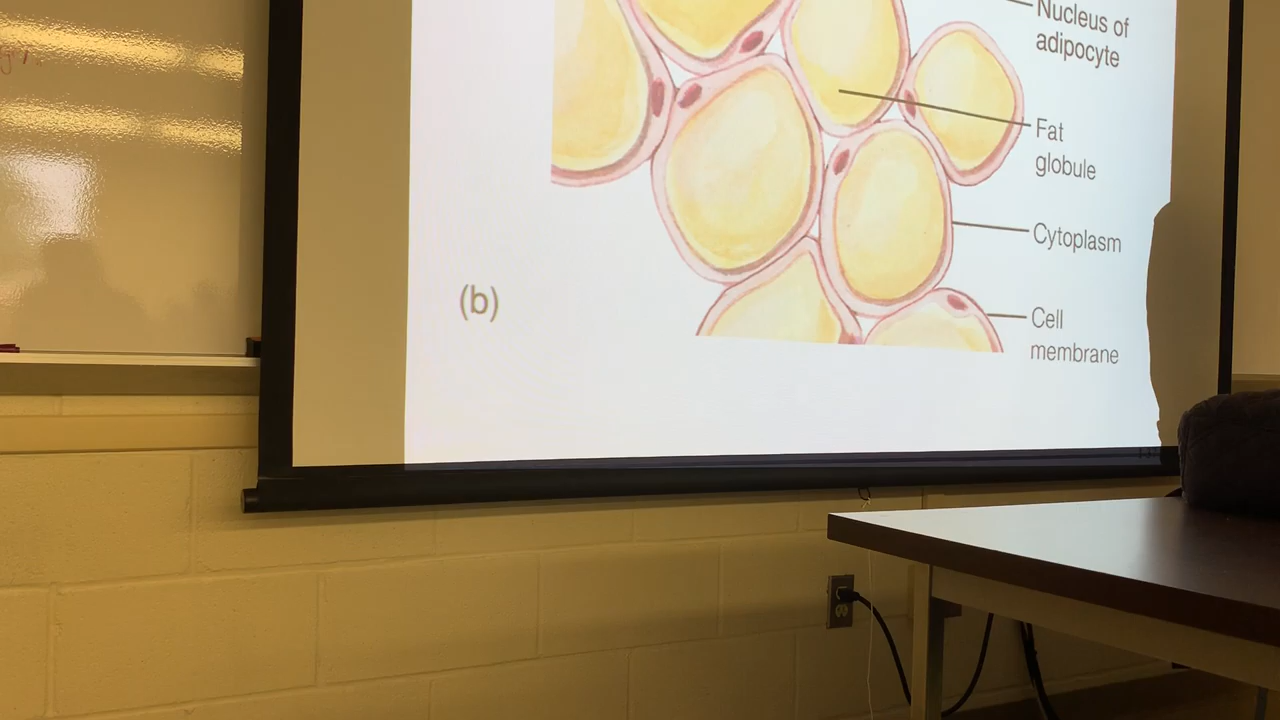 Nucleus of
adipocyte
Fat
globule
Cytoplasm
(b)
Cell
membrane